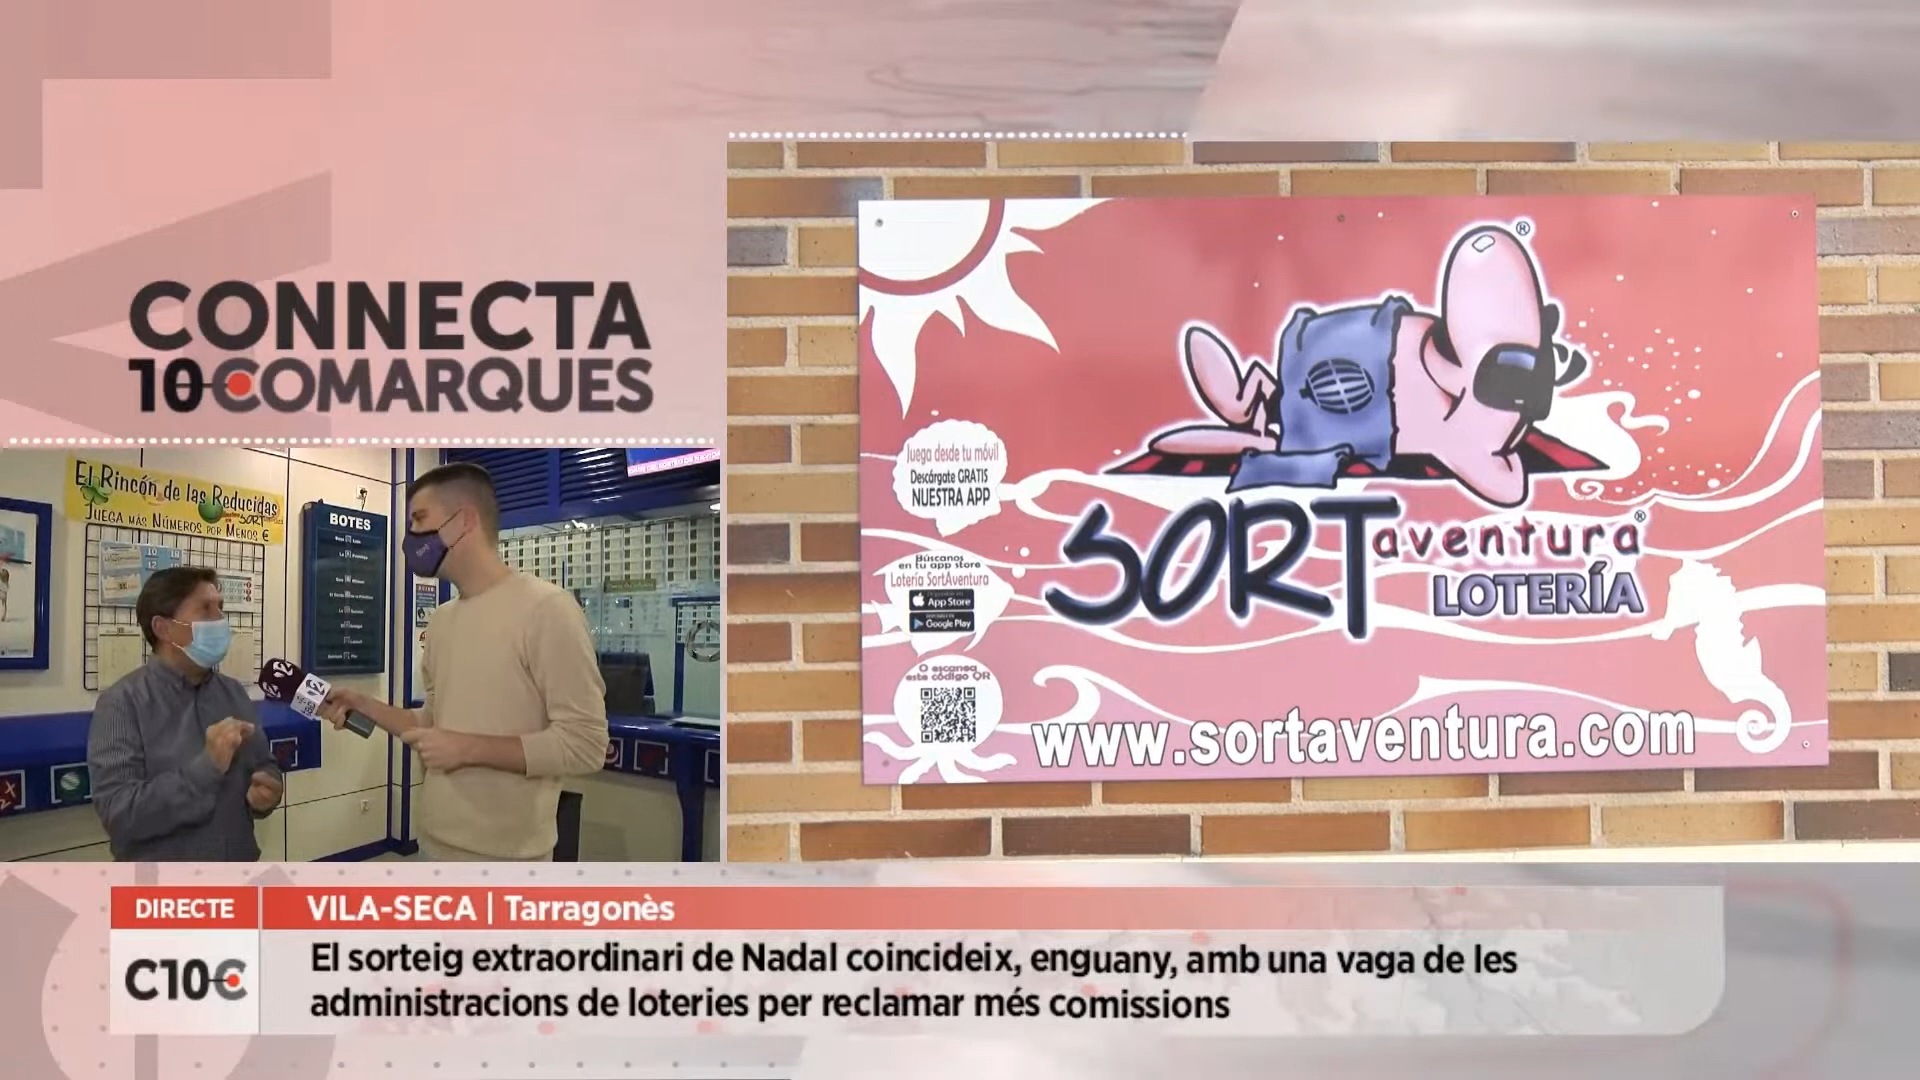 CONNECTA
10COMARQUES
El Rincón de las Reducidas
JUEGA MÁS NÚMEROS POR MENOS €
BOTES
Juega desde tu móvil
Descárgate GRATIS
NUESTRA APP
Búscanos
en tu app store
Lotería SortAventura
App Store
Google Play
O escanea
este código QR
®
SORTaventura®
LOTERÍA
www.sortaventura.com
DIRECTE
VILA-SECA | Tarragonès
C10C
El sorteig extraordinari de Nadal coincideix, enguany, amb una vaga de les
administracions de loteries per reclamar més comissions